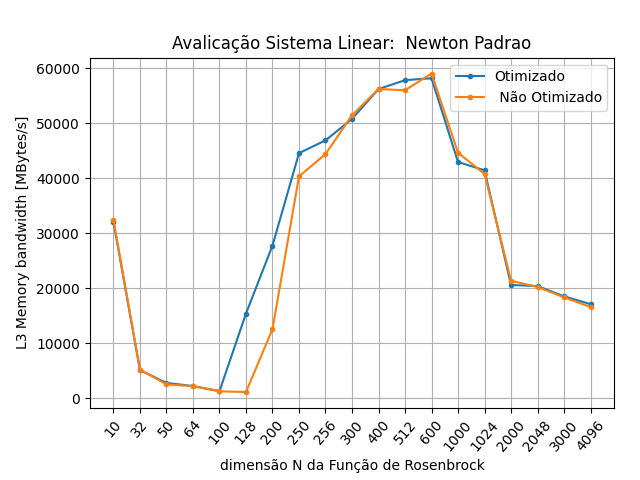 Avalicação Sistema Linear:  Newton Padrao
Otimizado
Não Otimizado
L3 Memory bandwidth [MBytes/s]
60000
50000
40000
30000
20000
10000
0
10 32 50 64 100 128 200 250 256 300 400 512 600 1000 1024 2000 2048 3000 4096
dimensão N da Função de Rosenbrock